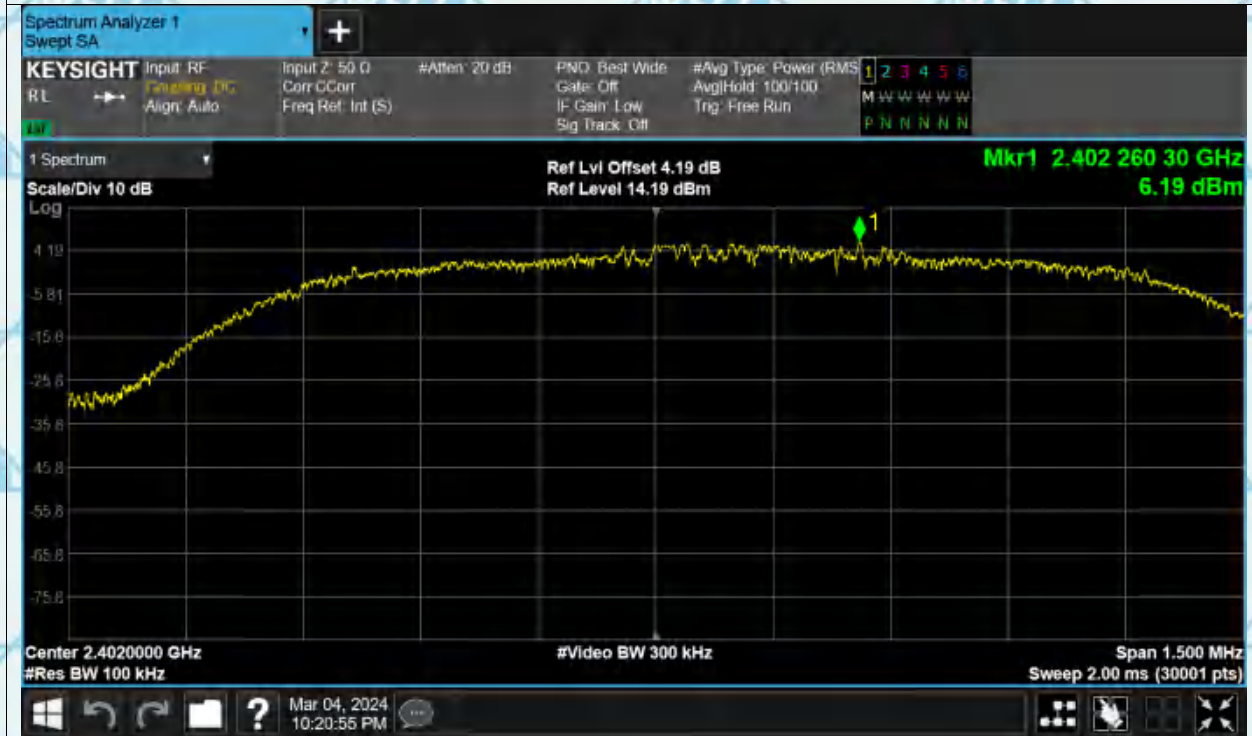 Spectrum Analyzer 1
Swept SA
+
KEYSIGHT Input: RF Input Z: 50 Ω #Atten: 20 dB PNO: Best Wide #Avg Type: Power (RMS 1 2 3 4 5 6
RL Coupling: DC Corr CCorr Gate: Off Avg|Hold: 100/100 M W W W W W
Align: Auto Freq Ref: Int (S) IF Gain: Low Trig: Free Run
Sig Track: Off P N N N N N
1 Spectrum Ref Lvl Offset 4.19 dB Mkr1 2.402 260 30 GHz
Scale/Div 10 dB Ref Level 14.19 dBm 6.19 dBm
Log
1
4.19
-5.81
-15.8
-25.8
-35.8
-45.8
-55.8
-65.8
-75.8
Center 2.4020000 GHz #Video BW 300 kHz Span 1.500 MHz
#Res BW 100 kHz Sweep 2.00 ms (30001 pts)
? Mar 04, 2024
10:20:55 PM